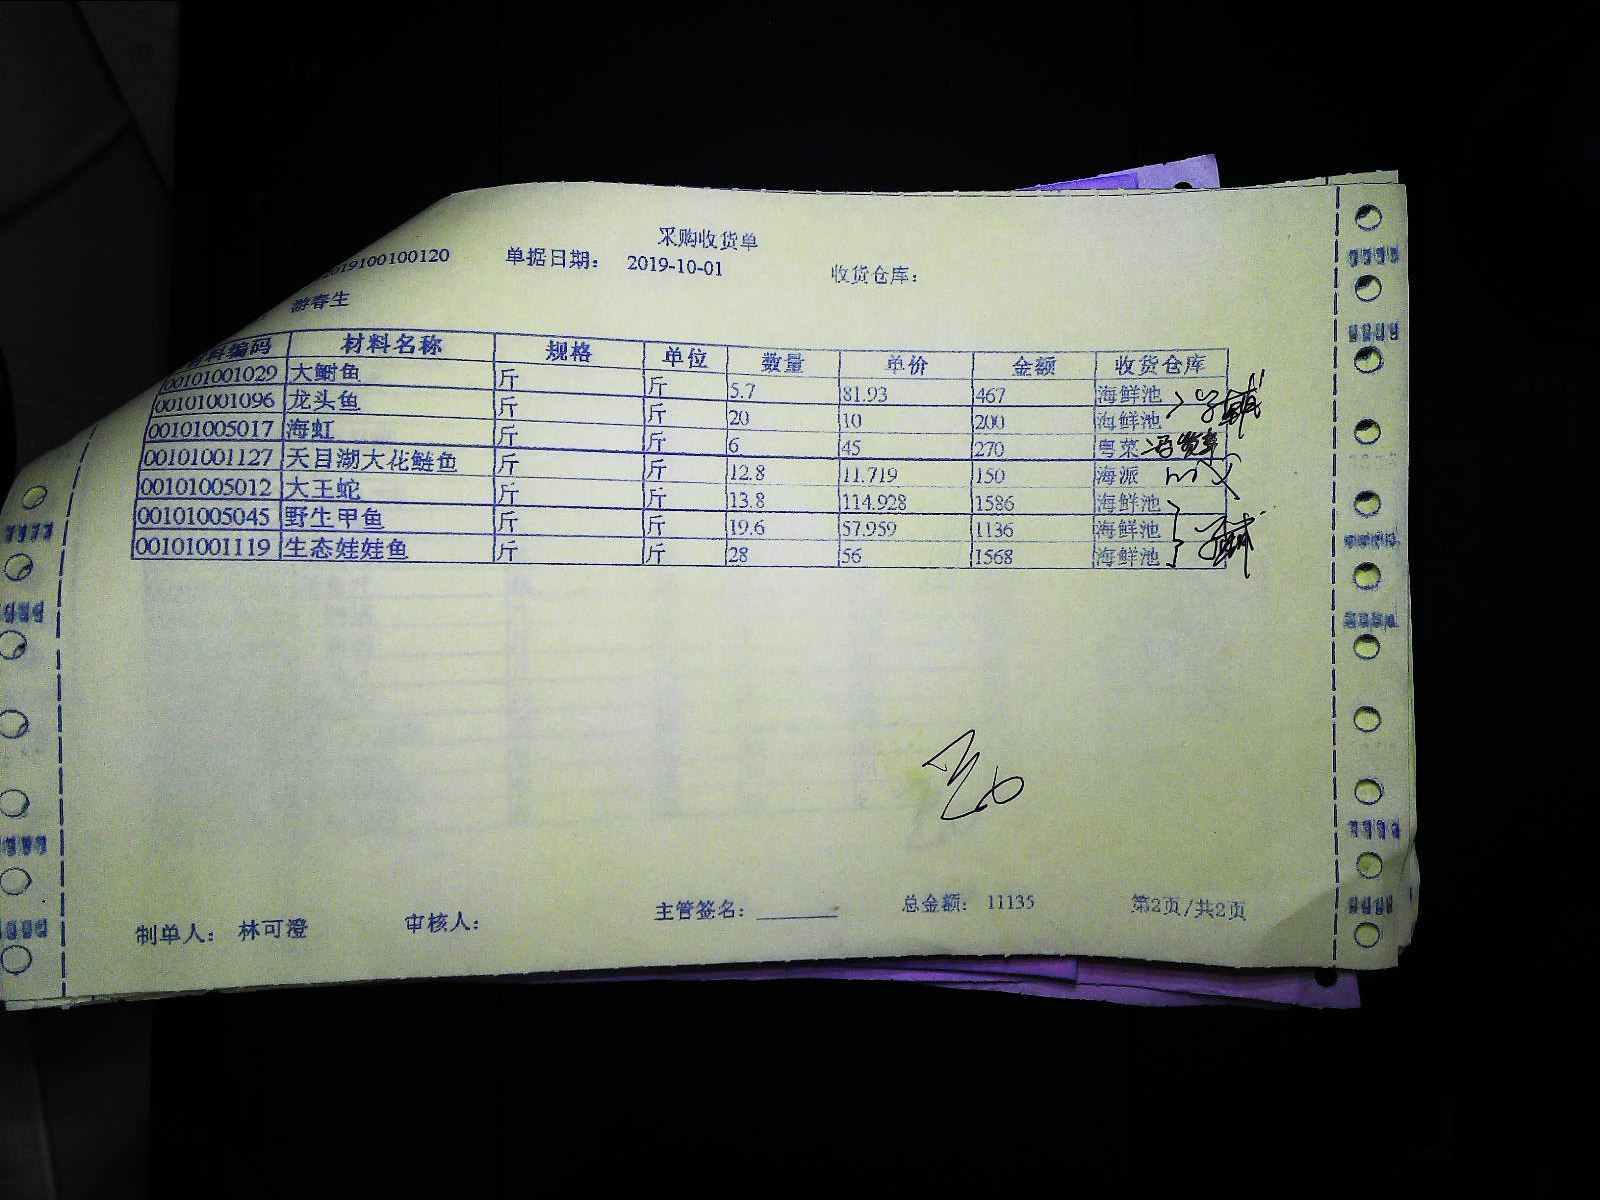 采购收货单
2019100100120 单据日期： 2019-10-01 收货仓库：
游春生
材料编码 材料名称 规格 单位 数量 单价 金额 收货仓库
00101001029 大鲥鱼 斤 斤 5.7 81.93 467 海鲜池
00101001096 龙头鱼 斤 斤 20 10 200 海鲜池
00101005017 海虹 斤 斤 6 45 270 粤菜
00101001127 天目湖大花鲢鱼 斤 斤 12.8 11.719 150 海派
00101005012 大王蛇 斤 斤 13.8 114.928 1586 海鲜池
00101005045 野生甲鱼 斤 斤 19.6 57.959 1136 海鲜池
00101001119 生态娃娃鱼 斤 斤 28 56 1568 海鲜池
制单人： 林可澄 审核人： 主管签名： 总金额： 11135 第2页/共2页